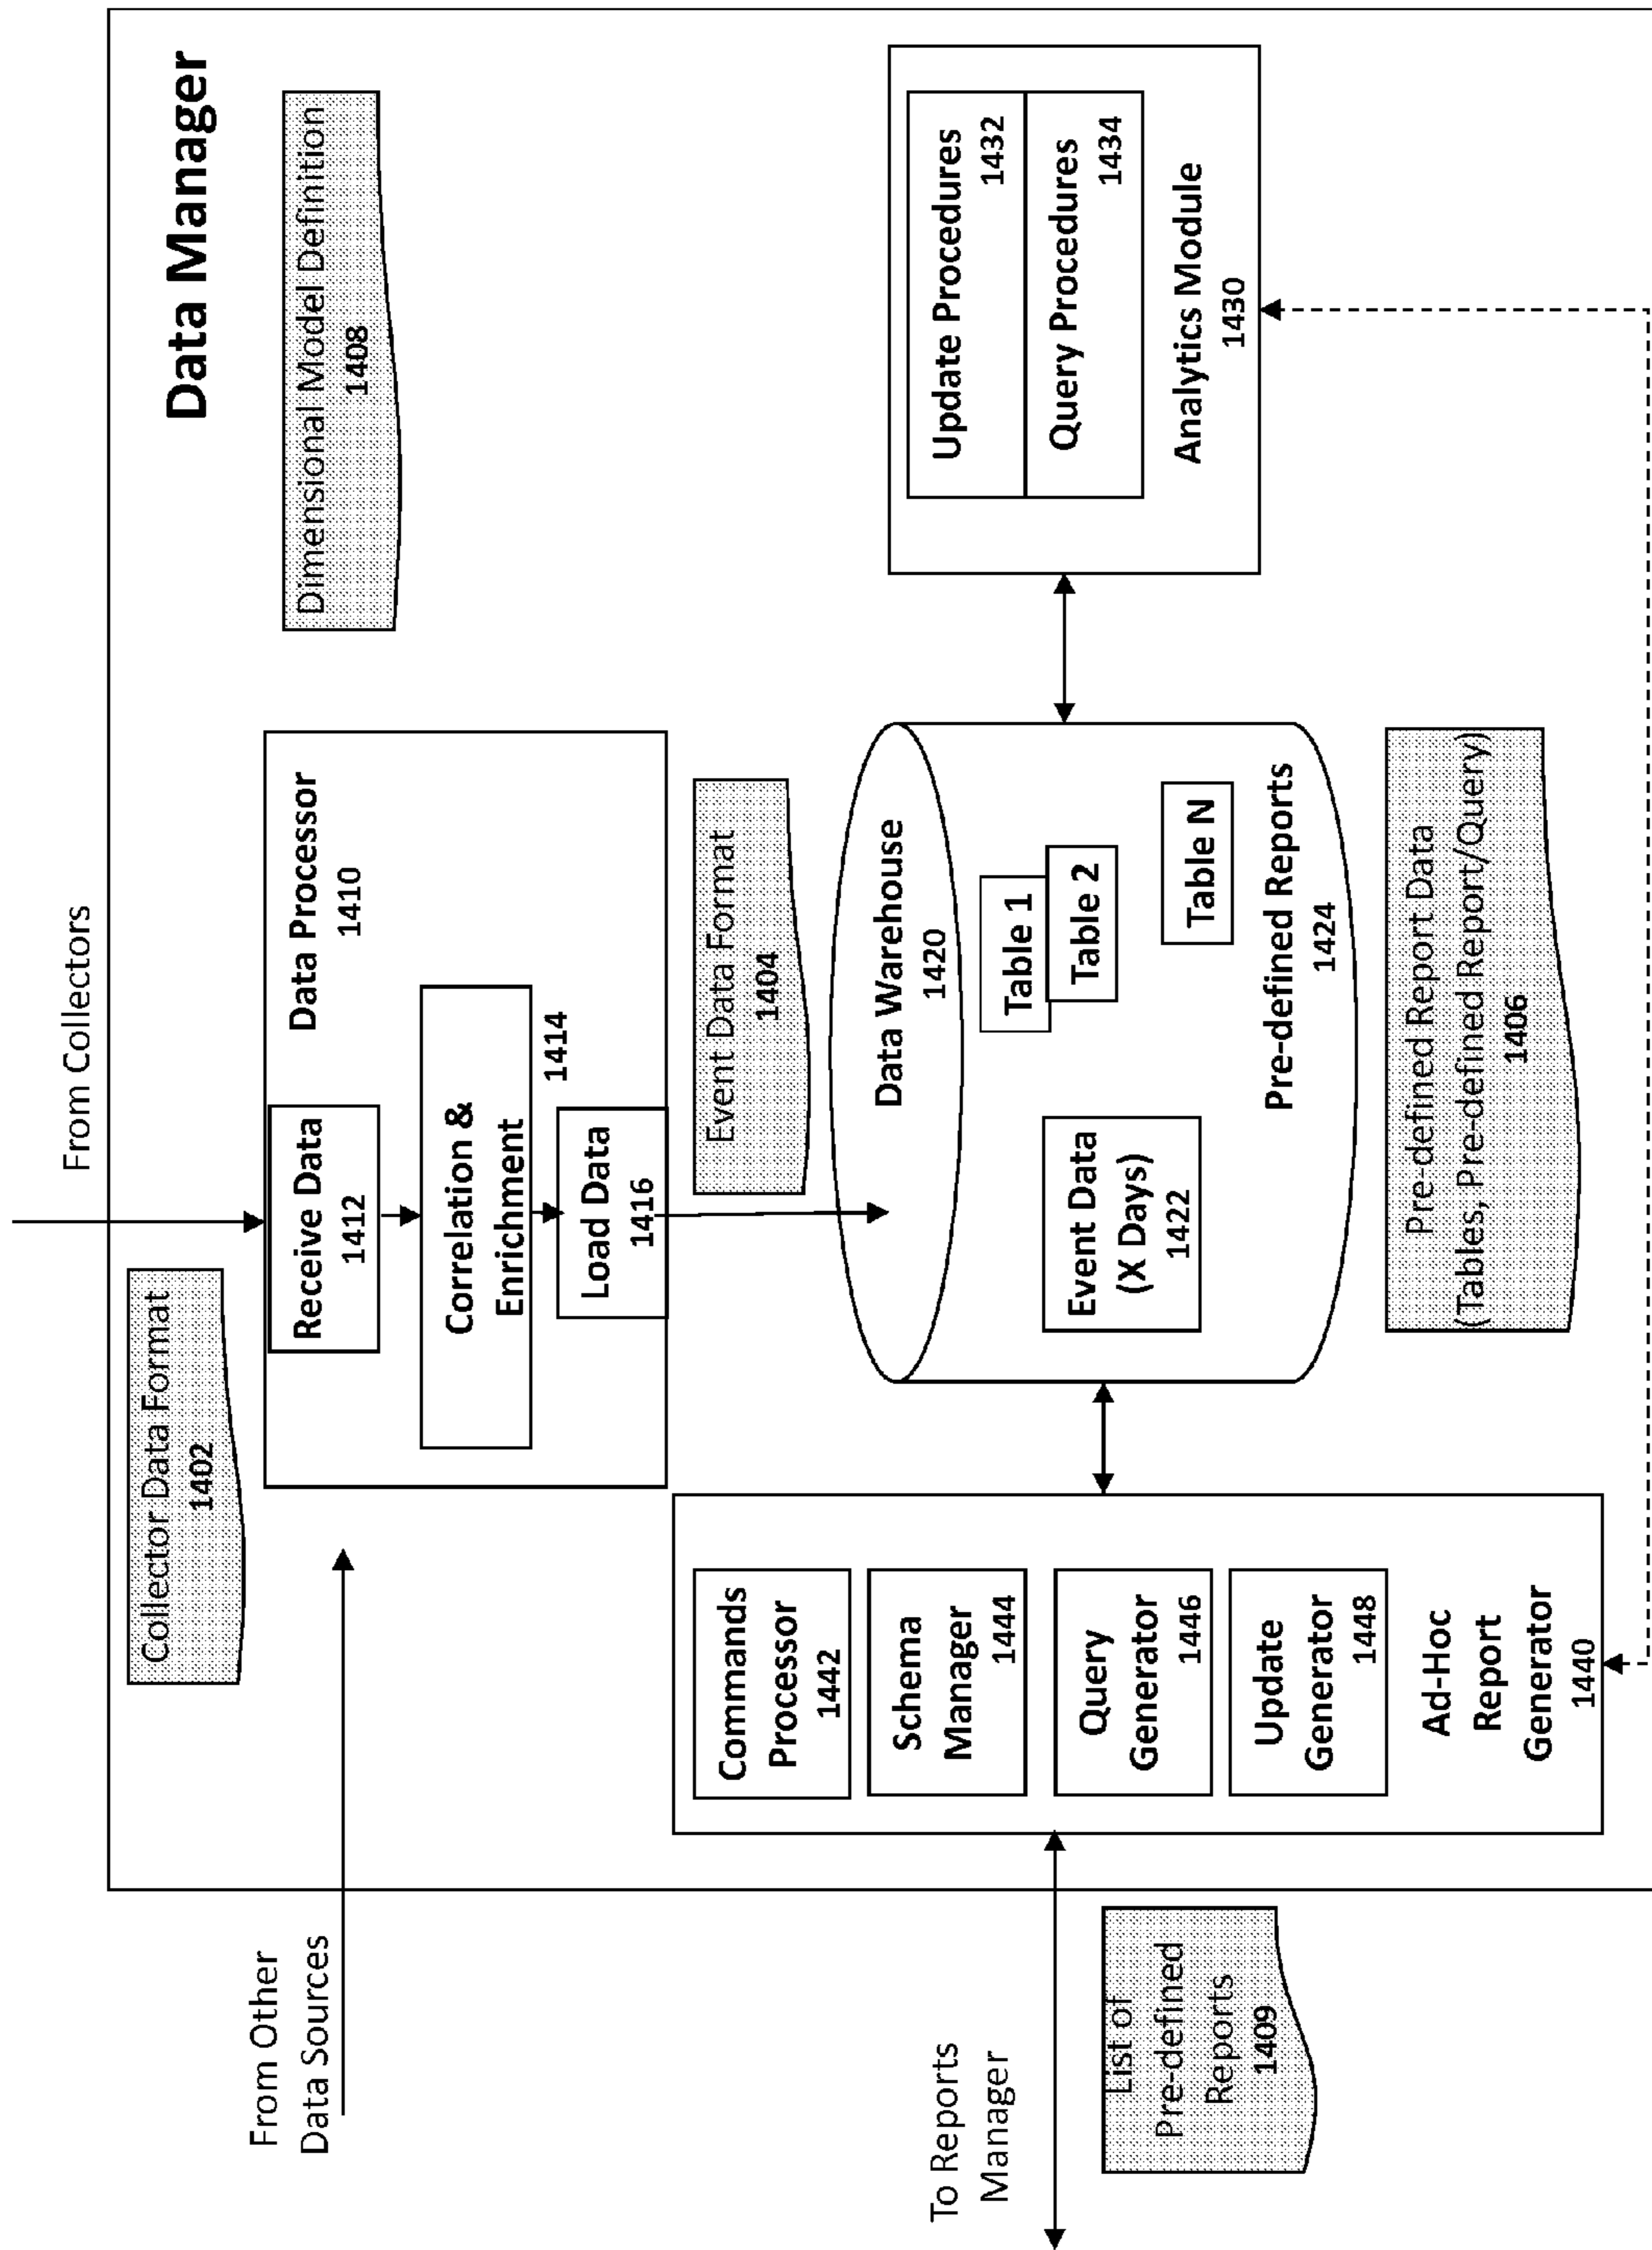 Data Manager
From Collectors
Collector Data Format
1402
Dimensional Model Definition
1408
From Other
Data Sources
Data Processor
1410
Receive Data
1412
Correlation &
Enrichment
1414
Load Data
1416
Event Data Format
1404
Commands
Processor
1442
Schema
Manager
1444
Query
Generator
1446
Update
Generator
1448
Ad-Hoc
Report
Generator
1440
Data Warehouse
1420
Table 1
Table 2
Table N
Event Data
(X Days)
1422
Pre-defined Reports
1424
Update Procedures
1432
Query Procedures
1434
Analytics Module
1430
To Reports
Manager
List of
Pre-defined
Reports
1409
Pre-defined Report Data
(Tables, Pre-defined Report/Query)
1406